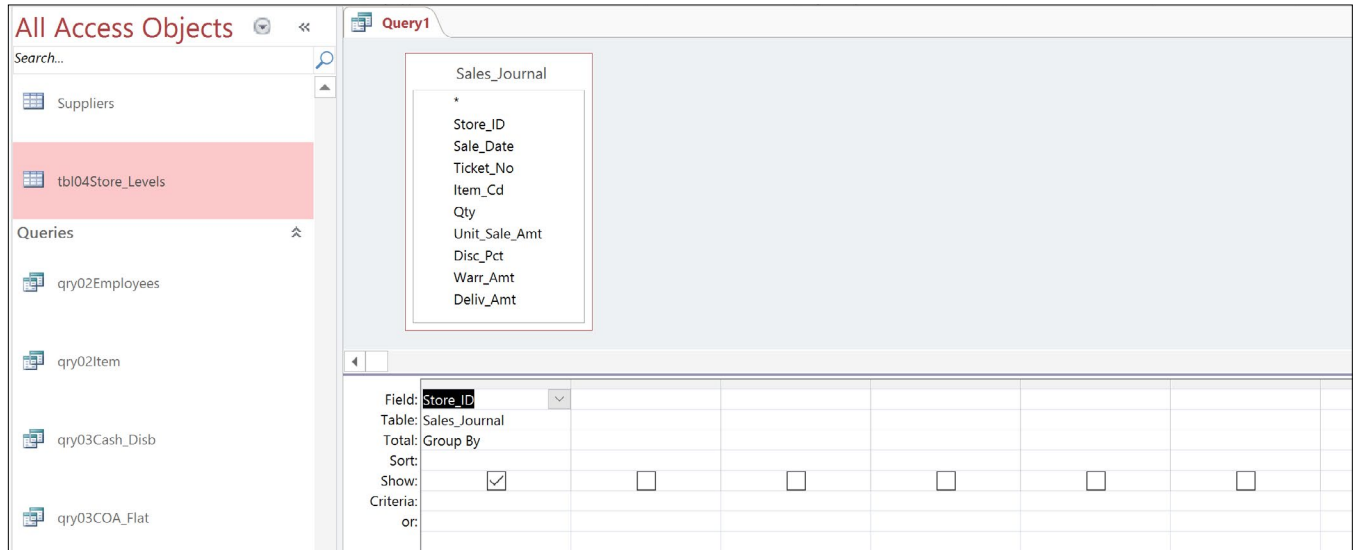 All Access Objects
Search...
Suppliers
tbl04Store_Levels
Queries
qry02Employees
qry02Item
qry03Cash_Disb
qry03COA_Flat
Query1
Sales_Journal
*
Store_ID
Sale_Date
Ticket_No
Item_Cd
Qty
Unit_Sale_Amt
Disc_Pct
Warr_Amt
Deliv_Amt
Field: Store_ID
Table: Sales_Journal
Total: Group By
Sort:
Show:
Criteria:
or: